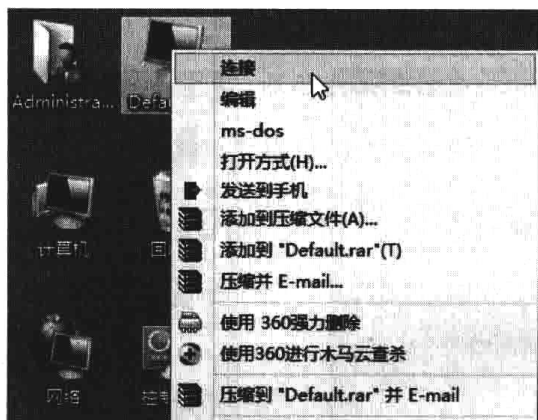 Administra...
Defa
连接
编辑
ms-dos
打开方式(H)...
发送到手机
计算机
添加到压缩文件(A)...
添加到 "Default.rar"(T)
压缩并 E-mail...
使用 360强力删除
使用360进行木马云查杀
网络
压缩到 "Default.rar" 并 E-mail